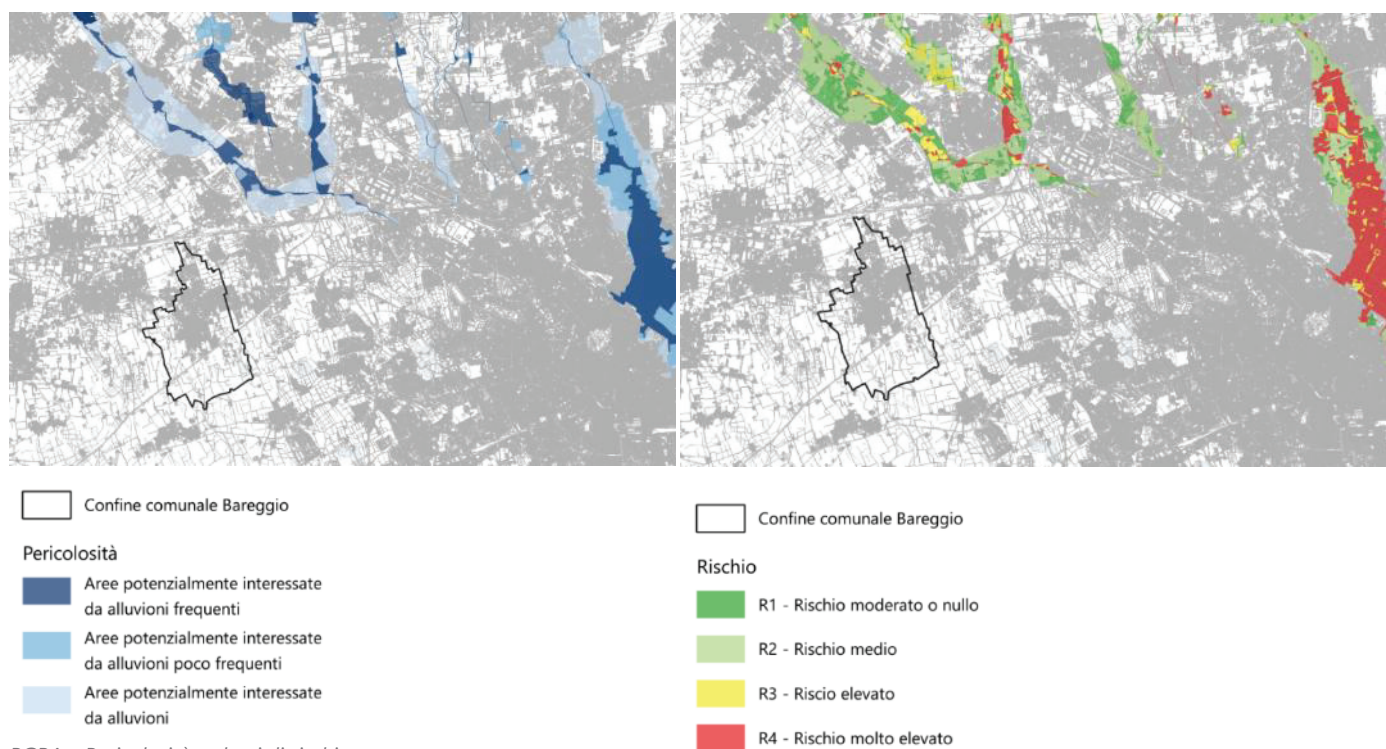 Confine comunale Bareggio
Pericolosità
Aree potenzialmente interessate
da alluvioni frequenti
Aree potenzialmente interessate
da alluvioni poco frequenti
Aree potenzialmente interessate
da alluvioni
Confine comunale Bareggio
Rischio
R1 - Rischio moderato o nullo
R2 - Rischio medio
R3 - Riscio elevato
R4 - Rischio molto elevato